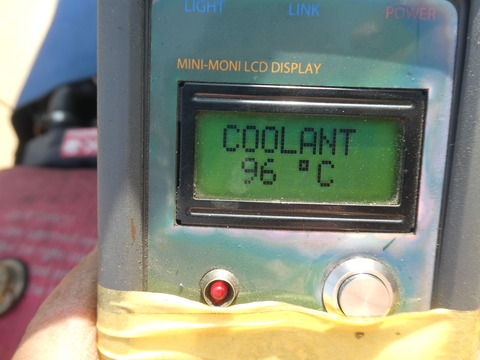 LIGHT LINK POWER
MINI-MONI LCD DISPLAY
COOLANT
96 °C